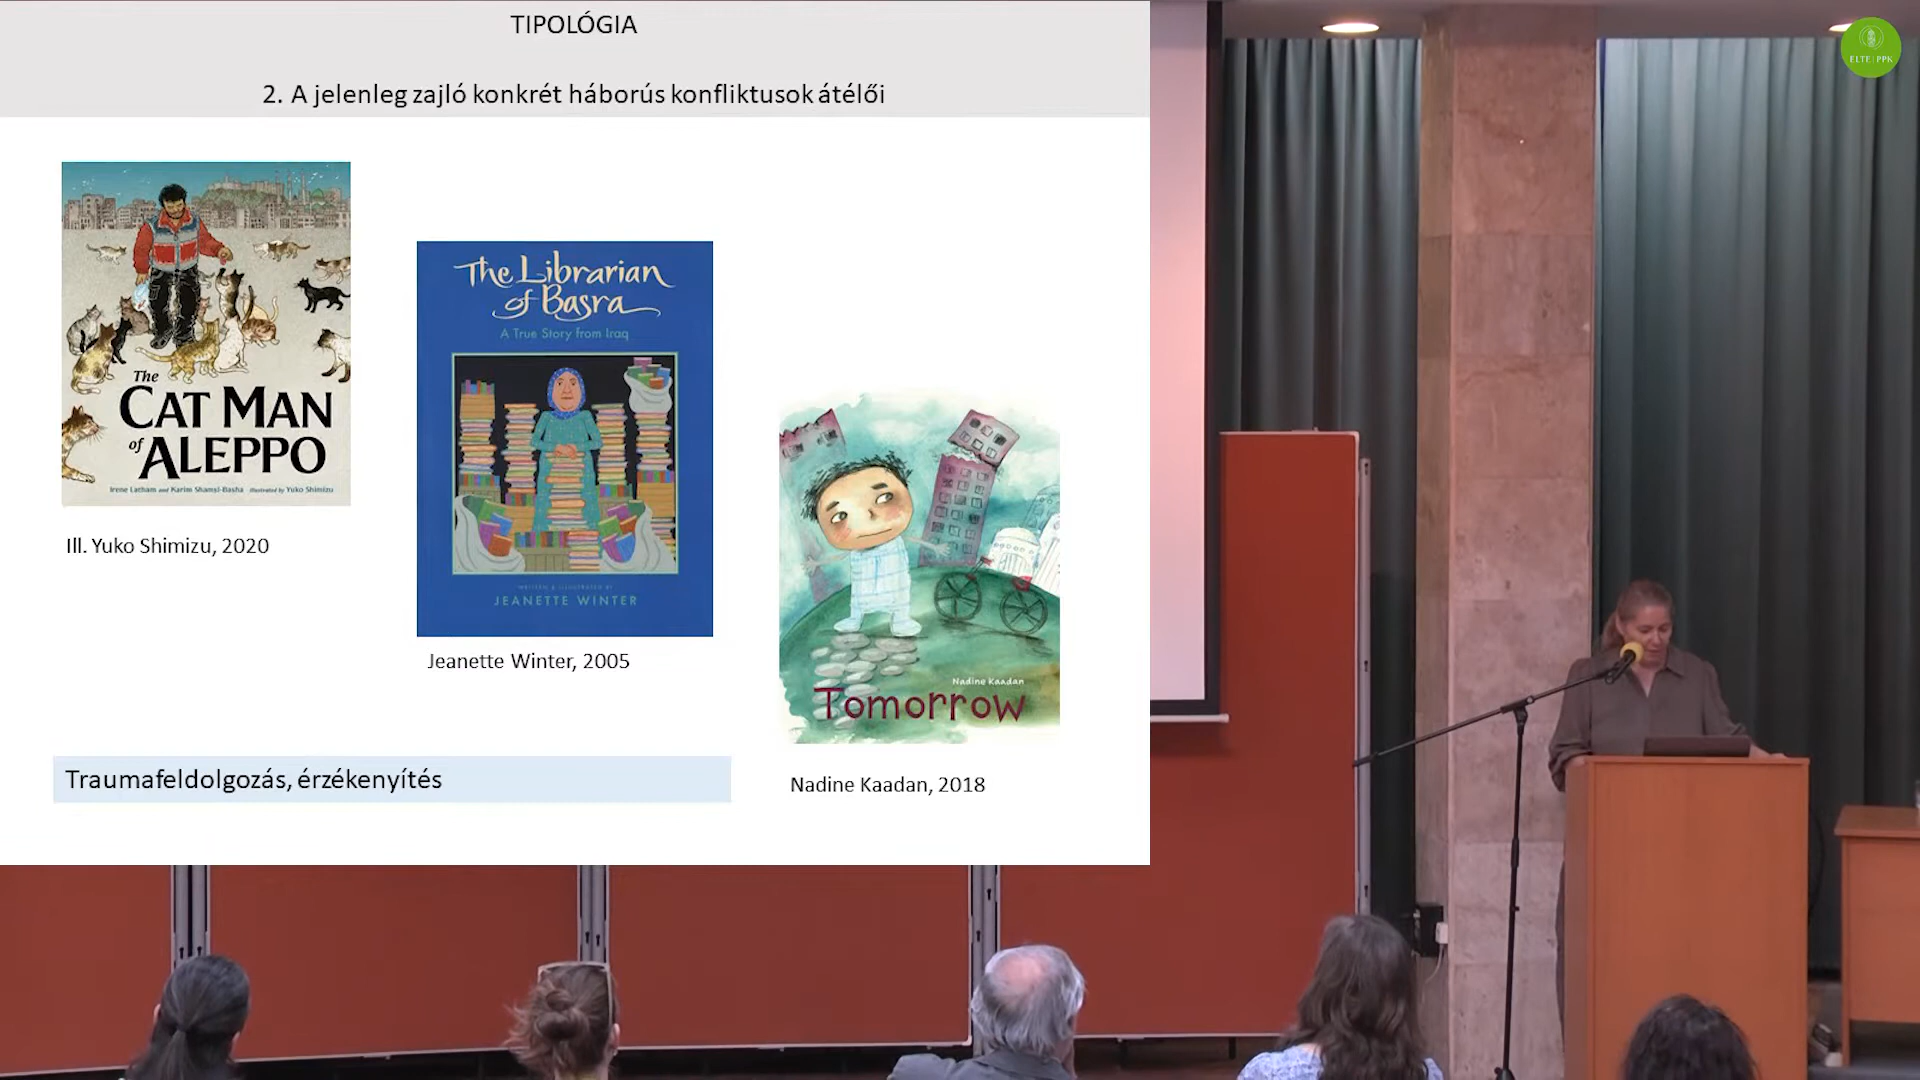 TIPOLÓGIA
2. A jelenleg zajló konkrét háborús konfliktusok átélői
The
CAT MAN
of ALEPPO
Irene Latham and Karim Shamsi-Basha illustrated by Yuko Shimizu
Ill. Yuko Shimizu, 2020
The Librarian
of Basra
A True Story from Iraq
WRITTEN & ILLUSTRATED BY
JEANETTE WINTER
Jeanette Winter, 2005
Nadine Kaadan
Tomorrow
Nadine Kaadan, 2018
Traumafeldolgozás, érzékenyítés
ELTE | PPK